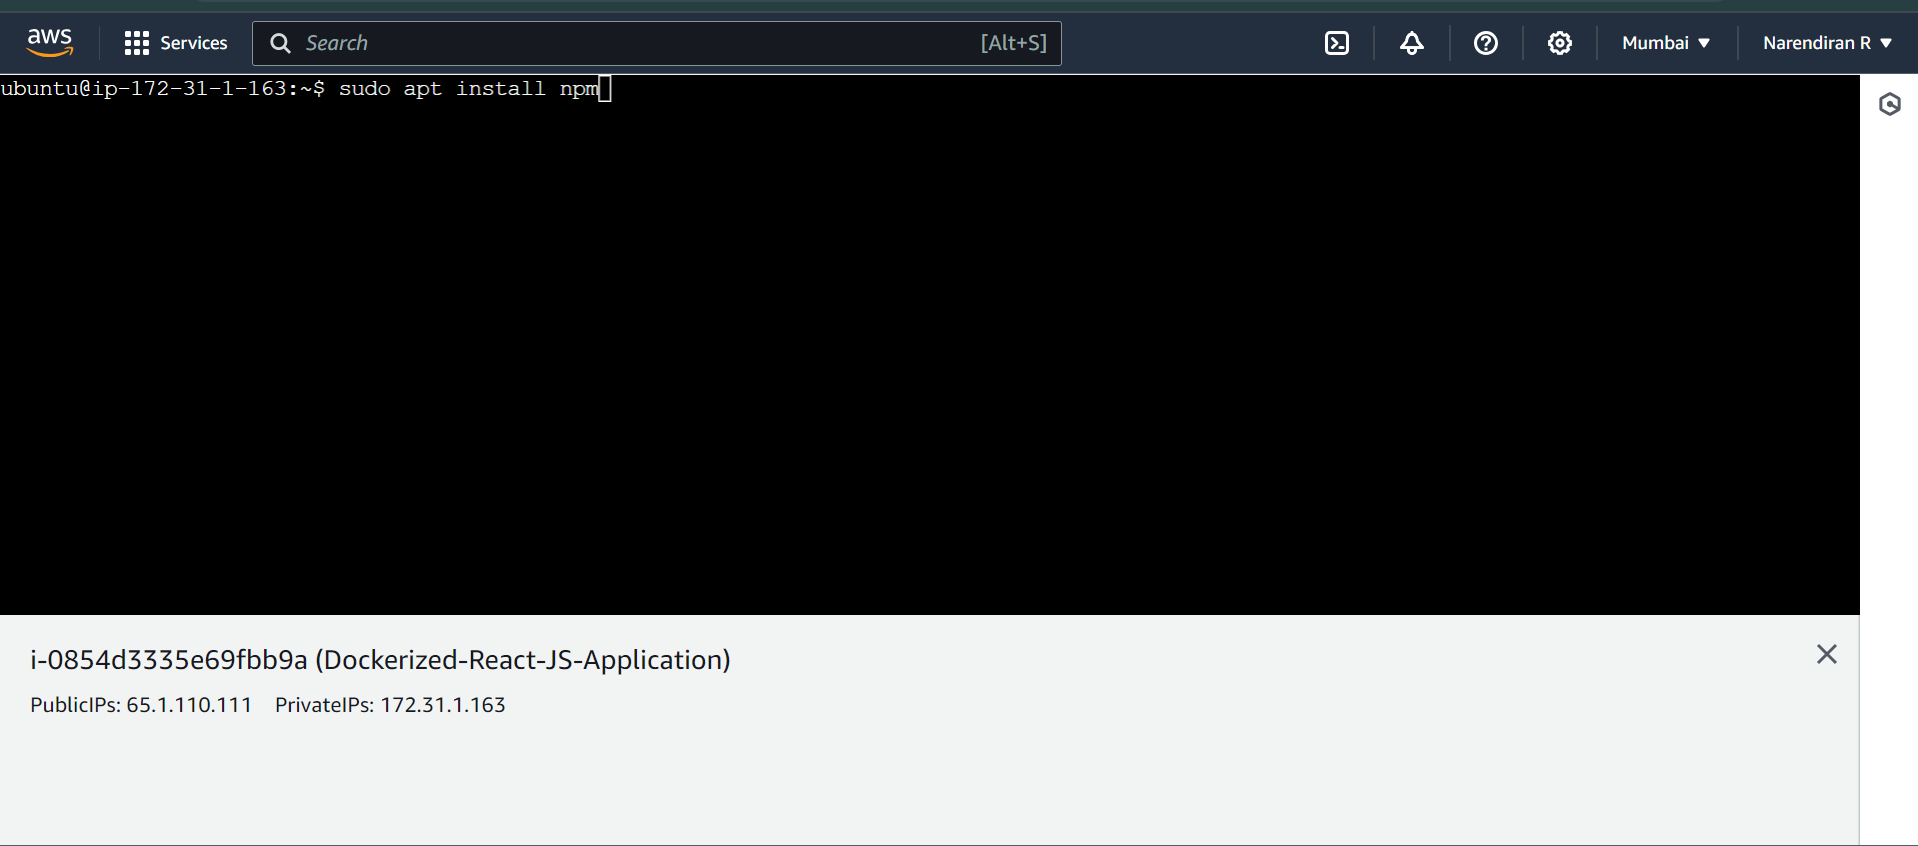 aws Services Search [Alt+S] Mumbai Narendiran R
ubuntu@ip-172-31-1-163:~$ sudo apt install npm
i-0854d3335e69fbb9a (Dockerized-React-JS-Application)
PublicIPs: 65.1.110.111 PrivateIPs: 172.31.1.163